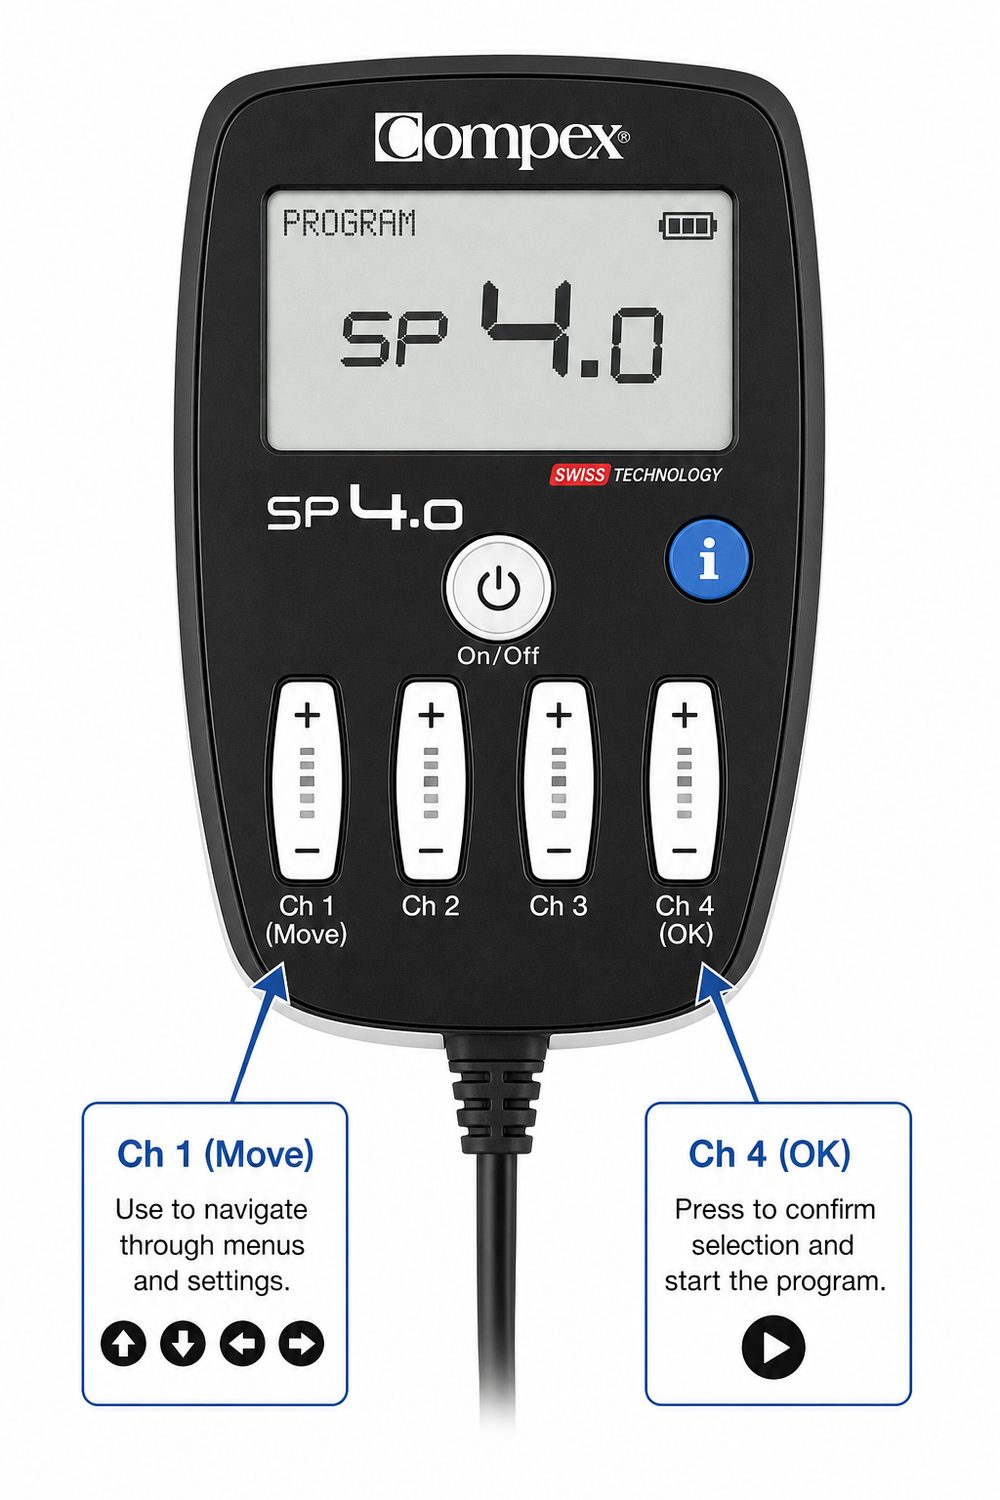 Compex®
PROGRAM
SP 4.0
SWISS TECHNOLOGY
SP 4.0
i
On/Off
+ + + +
- - - -
Ch 1 Ch 2 Ch 3 Ch 4
(Move) (OK)
Ch 1 (Move)
Use to navigate
through menus
and settings.
Ch 4 (OK)
Press to confirm
selection and
start the program.